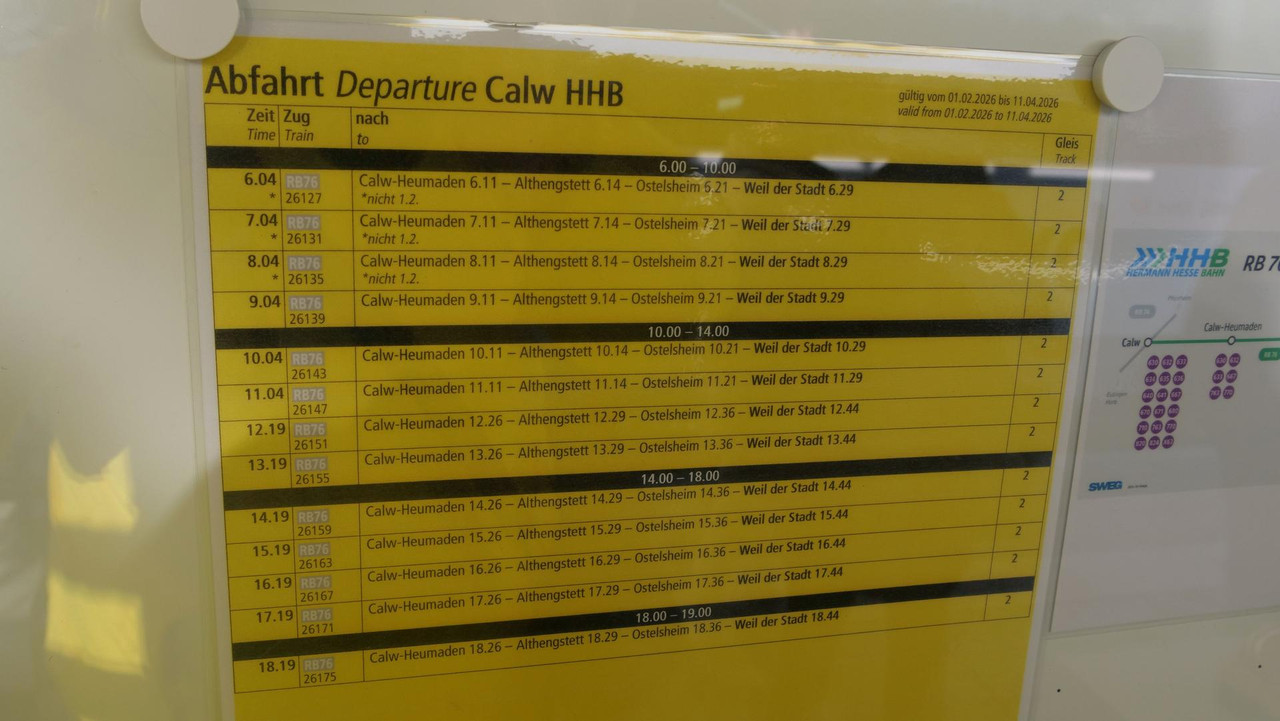 Abfahrt Departure Calw HHB
gültig vom 01.02.2026 bis 11.04.2026
valid from 01.02.2026 to 11.04.2026
Zeit Zug nach Gleis
Time Train to Track
6.00 – 10.00
6.04 RB76 Calw-Heumaden 6.11 – Althengstett 6.14 – Ostelsheim 6.21 – Weil der Stadt 6.29 2
* 26127 *nicht 1.2.
7.04 RB76 Calw-Heumaden 7.11 – Althengstett 7.14 – Ostelsheim 7.21 – Weil der Stadt 7.29 2
* 26131 *nicht 1.2.
8.04 RB76 Calw-Heumaden 8.11 – Althengstett 8.14 – Ostelsheim 8.21 – Weil der Stadt 8.29 2
* 26135 *nicht 1.2.
9.04 RB76 Calw-Heumaden 9.11 – Althengstett 9.14 – Ostelsheim 9.21 – Weil der Stadt 9.29 2
26139
10.00 – 14.00
10.04 RB76 Calw-Heumaden 10.11 – Althengstett 10.14 – Ostelsheim 10.21 – Weil der Stadt 10.29 2
26143
11.04 RB76 Calw-Heumaden 11.11 – Althengstett 11.14 – Ostelsheim 11.21 – Weil der Stadt 11.29 2
26147
12.19 RB76 Calw-Heumaden 12.26 – Althengstett 12.29 – Ostelsheim 12.36 – Weil der Stadt 12.44 2
26151
13.19 RB76 Calw-Heumaden 13.26 – Althengstett 13.29 – Ostelsheim 13.36 – Weil der Stadt 13.44 2
26155
14.00 – 18.00
14.19 RB76 Calw-Heumaden 14.26 – Althengstett 14.29 – Ostelsheim 14.36 – Weil der Stadt 14.44 2
26159
15.19 RB76 Calw-Heumaden 15.26 – Althengstett 15.29 – Ostelsheim 15.36 – Weil der Stadt 15.44 2
26163
16.19 RB76 Calw-Heumaden 16.26 – Althengstett 16.29 – Ostelsheim 16.36 – Weil der Stadt 16.44 2
26167
17.19 RB76 Calw-Heumaden 17.26 – Althengstett 17.29 – Ostelsheim 17.36 – Weil der Stadt 17.44 2
26171
18.00 – 19.00
18.19 RB76 Calw-Heumaden 18.26 – Althengstett 18.29 – Ostelsheim 18.36 – Weil der Stadt 18.44 2
26175
HHB RB
HERMANN HESSE BAHN
Calw-Heumaden
Calw
SWEG